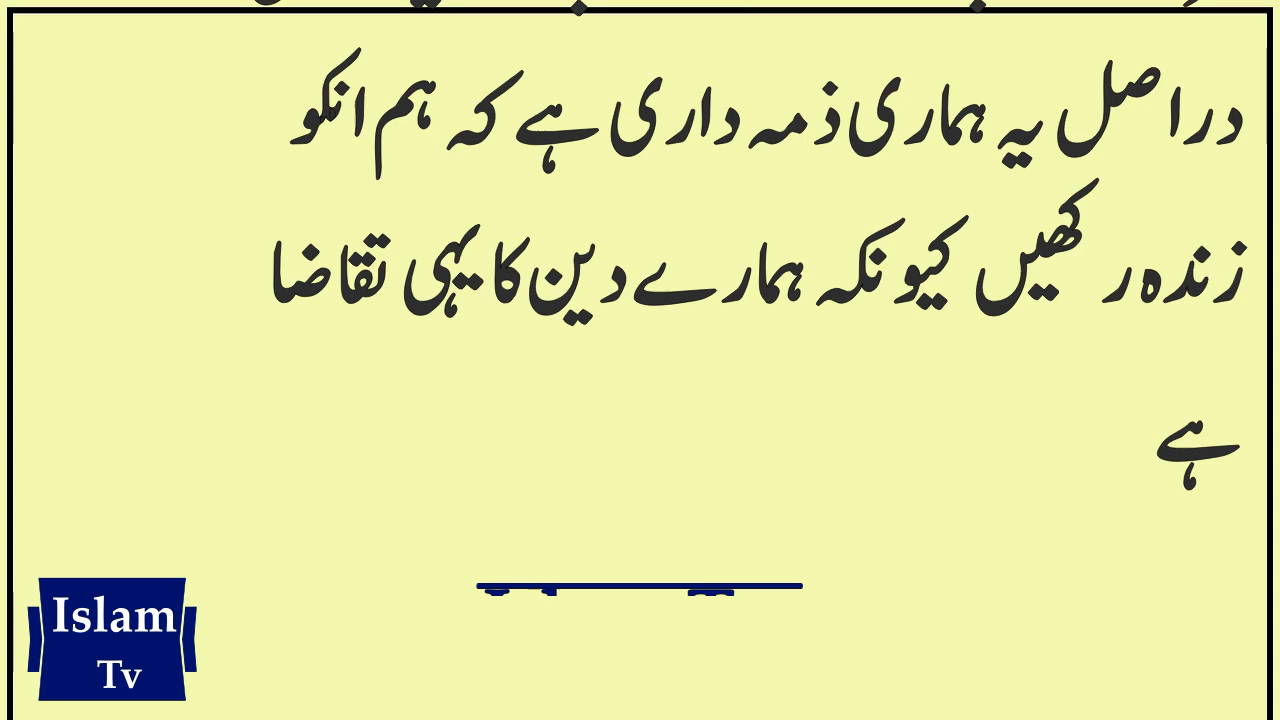 دراصل یہ ہماری ذمہ داری ہے کہ ہم انکو
زندہ رکھیں کیونکہ ہمارے دین کا یہی تقاضا
ہے
Islam
Tv